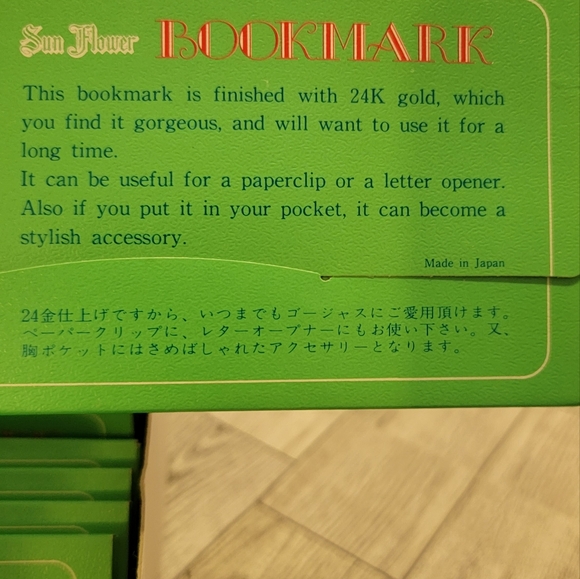 Sun Flower BOOKMARK
This bookmark is finished with 24K gold, which
you find it gorgeous, and will want to use it for a
long time.
It can be useful for a paperclip or a letter opener.
Also if you put it in your pocket, it can become a
stylish accessory.
Made in Japan
24金仕上げですから、いつまでもゴージャスにご愛用頂けます。
ペーパークリップに、レターオープナーにもお使い下さい。又、
胸ポケットにはさめばしゃれたアクセサリーとなります。